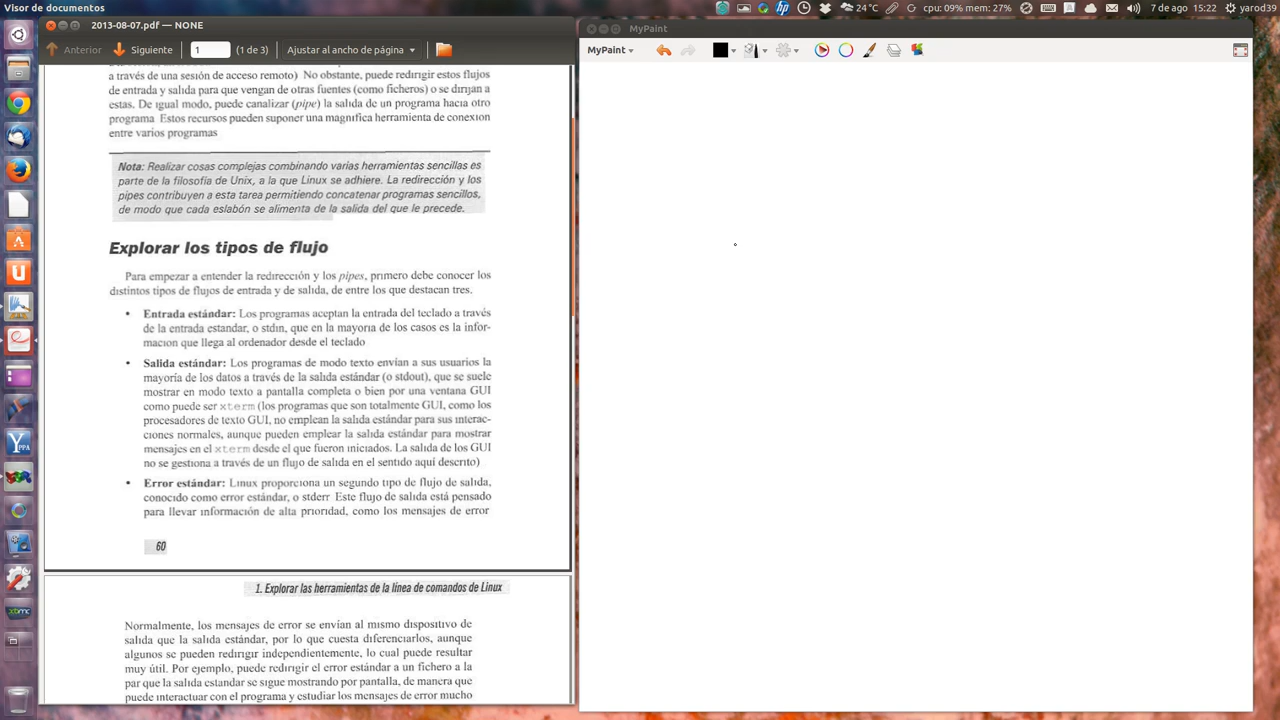 Visor de documentos
24°C
cpu: 09% mem: 27%
7 de ago
15:22
yarod39
2013-08-07.pdf — NONE
Anterior
Siguiente
1
(1 de 3)
Ajustar al ancho de página
a través de una sesión de acceso remoto) No obstante, puede redirigir estos flujos
de entrada y salida para que vengan de otras fuentes (como ficheros) o se dirijan a
estas. De igual modo, puede canalizar (pipe) la salida de un programa hacia otro
programa Estos recursos pueden suponer una magnífica herramienta de conexion
entre varios programas
Nota: Realizar cosas complejas combinando varias herramientas sencillas es
parte de la filosofía de Unix, a la que Linux se adhiere. La redirección y los
pipes contribuyen a esta tarea permitiendo concatenar programas sencillos,
de modo que cada eslabón se alimenta de la salida del que le precede.
Explorar los tipos de flujo
Para empezar a entender la redirección y los pipes, primero debe conocer los
distintos tipos de flujos de entrada y de salida, de entre los que destacan tres.
• Entrada estándar: Los programas aceptan la entrada del teclado a través
de la entrada estandar, o stdin, que en la mayoria de los casos es la infor-
macion que llega al ordenador desde el teclado
• Salida estándar: Los programas de modo texto envían a sus usuarios la
mayoría de los datos a través de la salida estándar (o stdout), que se suele
mostrar en modo texto a pantalla completa o bien por una ventana GUI
como puede ser xterm (los programas que son totalmente GUI, como los
procesadores de texto GUI, no emplean la salida estándar para sus interac-
ciones normales, aunque pueden emplear la salida estándar para mostrar
mensajes en el xterm desde el que fueron iniciados. La salida de los GUI
no se gestiona a través de un flujo de salida en el sentido aquí descrito)
• Error estándar: Linux proporciona un segundo tipo de flujo de salida,
conocido como error estándar, o stderr Este flujo de salida está pensado
para llevar información de alta prioridad, como los mensajes de error
60
1. Explorar las herramientas de la línea de comandos de Linux
Normalmente, los mensajes de error se envían al mismo dispositivo de
salida que la salida estándar, por lo que cuesta diferenciarlos, aunque
algunos se pueden redirigir independientemente, lo cual puede resultar
muy útil. Por ejemplo, puede redirigir el error estándar a un fichero a la
par que la salida estandar se sigue mostrando por pantalla, de manera que
puede interactuar con el programa y estudiar los mensajes de error mucho
MyPaint
MyPaint